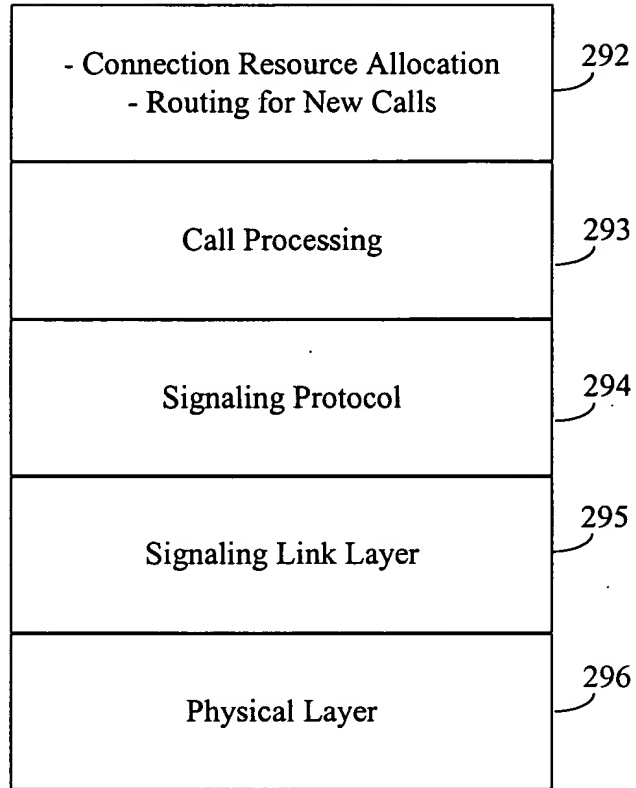 - Connection Resource Allocation
- Routing for New Calls
292
Call Processing
293
Signaling Protocol
294
Signaling Link Layer
295
Physical Layer
296